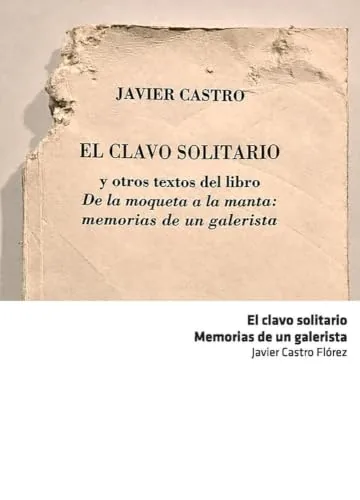 JAVIER CASTRO
EL CLAVO SOLITARIO
y otros textos del libro
De la moqueta a la manta:
memorias de un galerista
El clavo solitario
Memorias de un galerista
Javier Castro Flórez